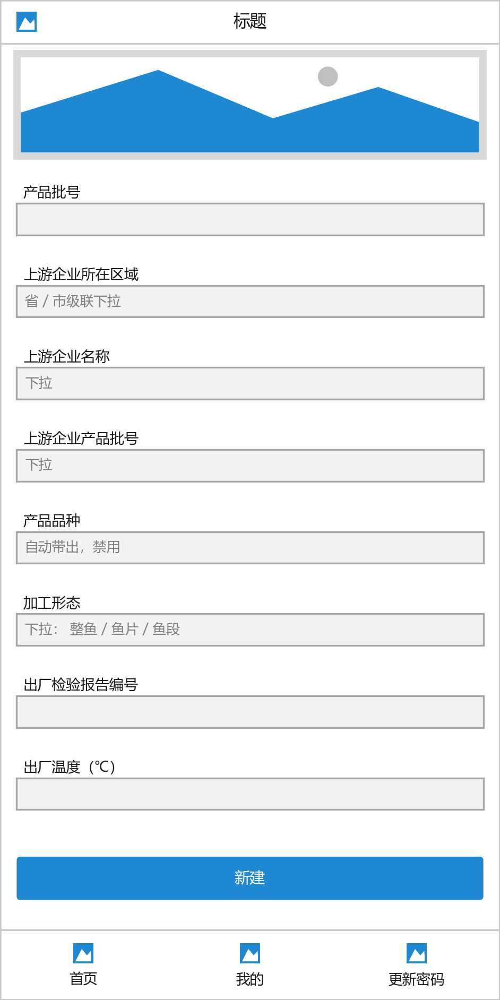 标题
产品批号
上游企业所在区域
省 / 市级联下拉
上游企业名称
下拉
上游企业产品批号
下拉
产品品种
自动带出，禁用
加工形态
下拉： 整鱼 / 鱼片 / 鱼段
出厂检验报告编号
出厂温度（℃）
新建
首页
我的
更新密码